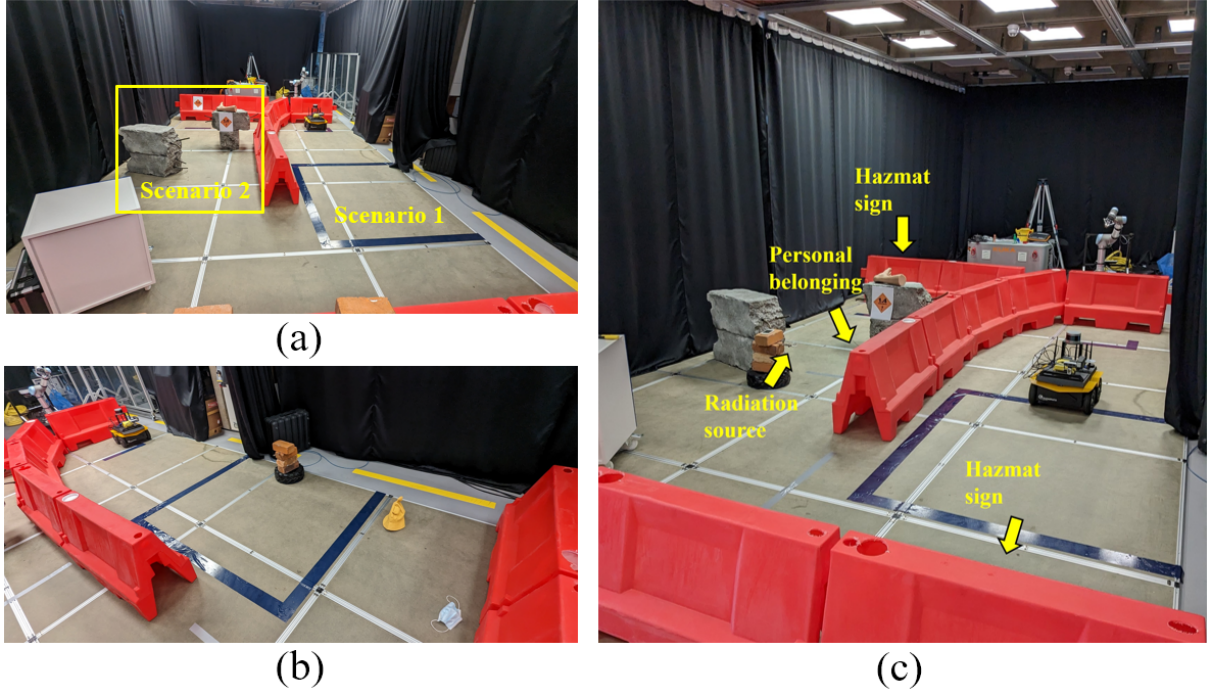 Scenario 2
Scenario 1
(a)
(b)
Hazmat
sign
Personal
belonging
Radiation
source
Hazmat
sign
(c)